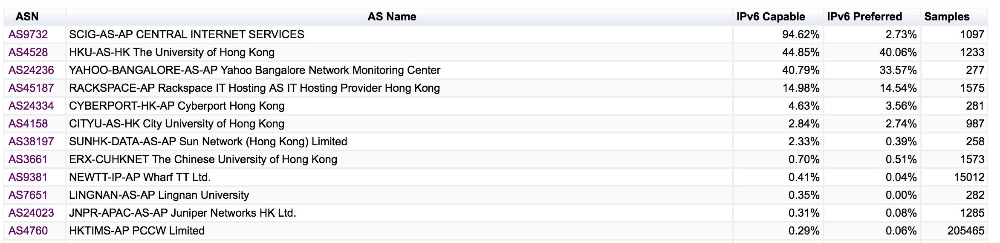 ASN AS Name IPv6 Capable IPv6 Preferred Samples
AS9732 SCIG-AS-AP CENTRAL INTERNET SERVICES 94.62% 2.73% 1097
AS4528 HKU-AS-HK The University of Hong Kong 44.85% 40.06% 1233
AS24236 YAHOO-BANGALORE-AS-AP Yahoo Bangalore Network Monitoring Center 40.79% 33.57% 277
AS45187 RACKSPACE-AP Rackspace IT Hosting AS IT Hosting Provider Hong Kong 14.98% 14.54% 1575
AS24334 CYBERPORT-HK-AP Cyberport Hong Kong 4.63% 3.56% 281
AS4158 CITYU-AS-HK City University of Hong Kong 2.84% 2.74% 987
AS38197 SUNHK-DATA-AS-AP Sun Network (Hong Kong) Limited 2.33% 0.39% 258
AS3661 ERX-CUHKNET The Chinese University of Hong Kong 0.70% 0.51% 1573
AS9381 NEWTT-IP-AP Wharf TT Ltd. 0.41% 0.04% 15012
AS7651 LINGNAN-AS-AP Lingnan University 0.35% 0.00% 282
AS24023 JNPR-APAC-AS-AP Juniper Networks HK Ltd. 0.31% 0.08% 1285
AS4760 HKTIMS-AP PCCW Limited 0.29% 0.06% 205465